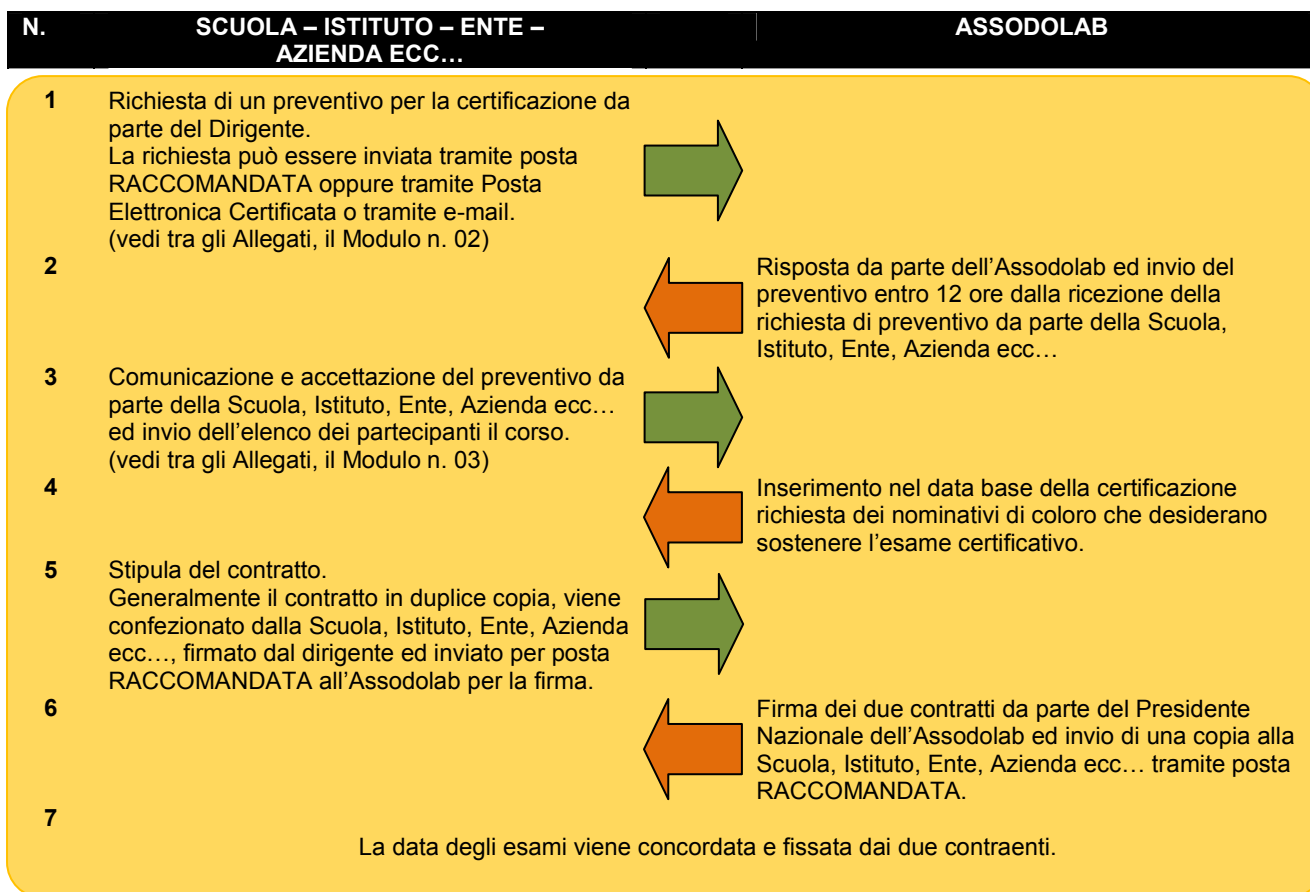 N. SCUOLA – ISTITUTO – ENTE – ASSODOLAB
AZIENDA ECC…
1 Richiesta di un preventivo per la certificazione da
parte del Dirigente.
La richiesta può essere inviata tramite posta
RACCOMANDATA oppure tramite Posta
Elettronica Certificata o tramite e-mail.
(vedi tra gli Allegati, il Modulo n. 02)
2 Risposta da parte dell’Assodolab ed invio del
preventivo entro 12 ore dalla ricezione della
richiesta di preventivo da parte della Scuola,
Istituto, Ente, Azienda ecc…
3 Comunicazione e accettazione del preventivo da
parte della Scuola, Istituto, Ente, Azienda ecc…
ed invio dell’elenco dei partecipanti il corso.
(vedi tra gli Allegati, il Modulo n. 03)
4 Inserimento nel data base della certificazione
richiesta dei nominativi di coloro che desiderano
sostenere l’esame certificativo.
5 Stipula del contratto.
Generalmente il contratto in duplice copia, viene
confezionato dalla Scuola, Istituto, Ente, Azienda
ecc…, firmato dal dirigente ed inviato per posta
RACCOMANDATA all’Assodolab per la firma.
6 Firma dei due contratti da parte del Presidente
Nazionale dell’Assodolab ed invio di una copia alla
Scuola, Istituto, Ente, Azienda ecc… tramite posta
RACCOMANDATA.
7
La data degli esami viene concordata e fissata dai due contraenti.